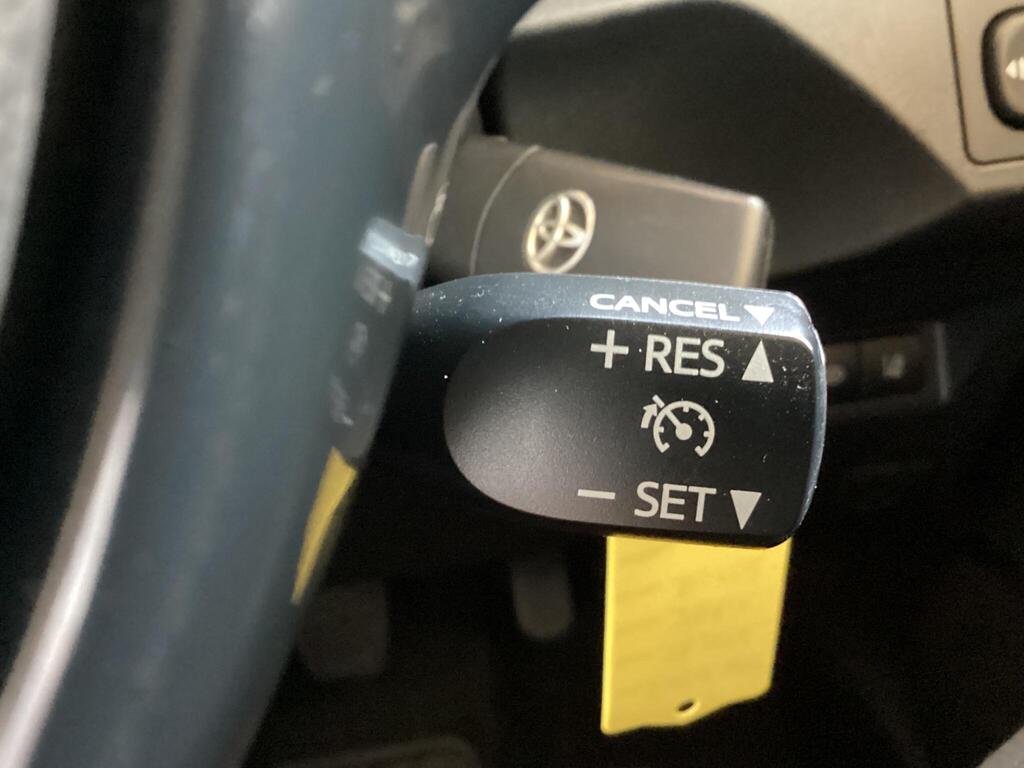 CANCEL ▼
+ RES ▲
− SET ▼